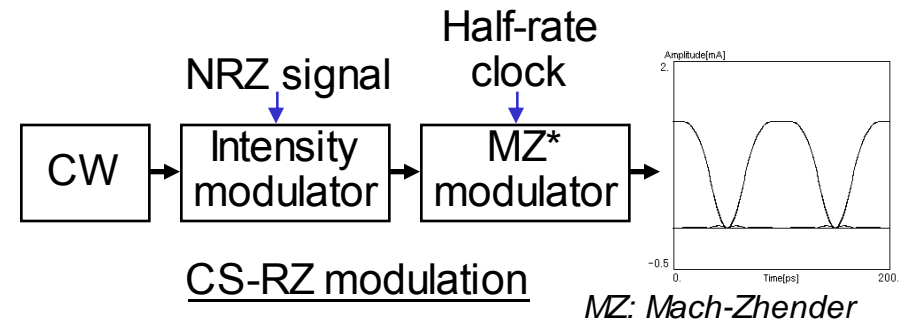 Half-rate
clock
NRZ signal
CW
Intensity
modulator
MZ*
modulator
Amplitude[mA]
2.
-0.5
0.
Time[ps]
200.
CS-RZ modulation
MZ: Mach-Zhender